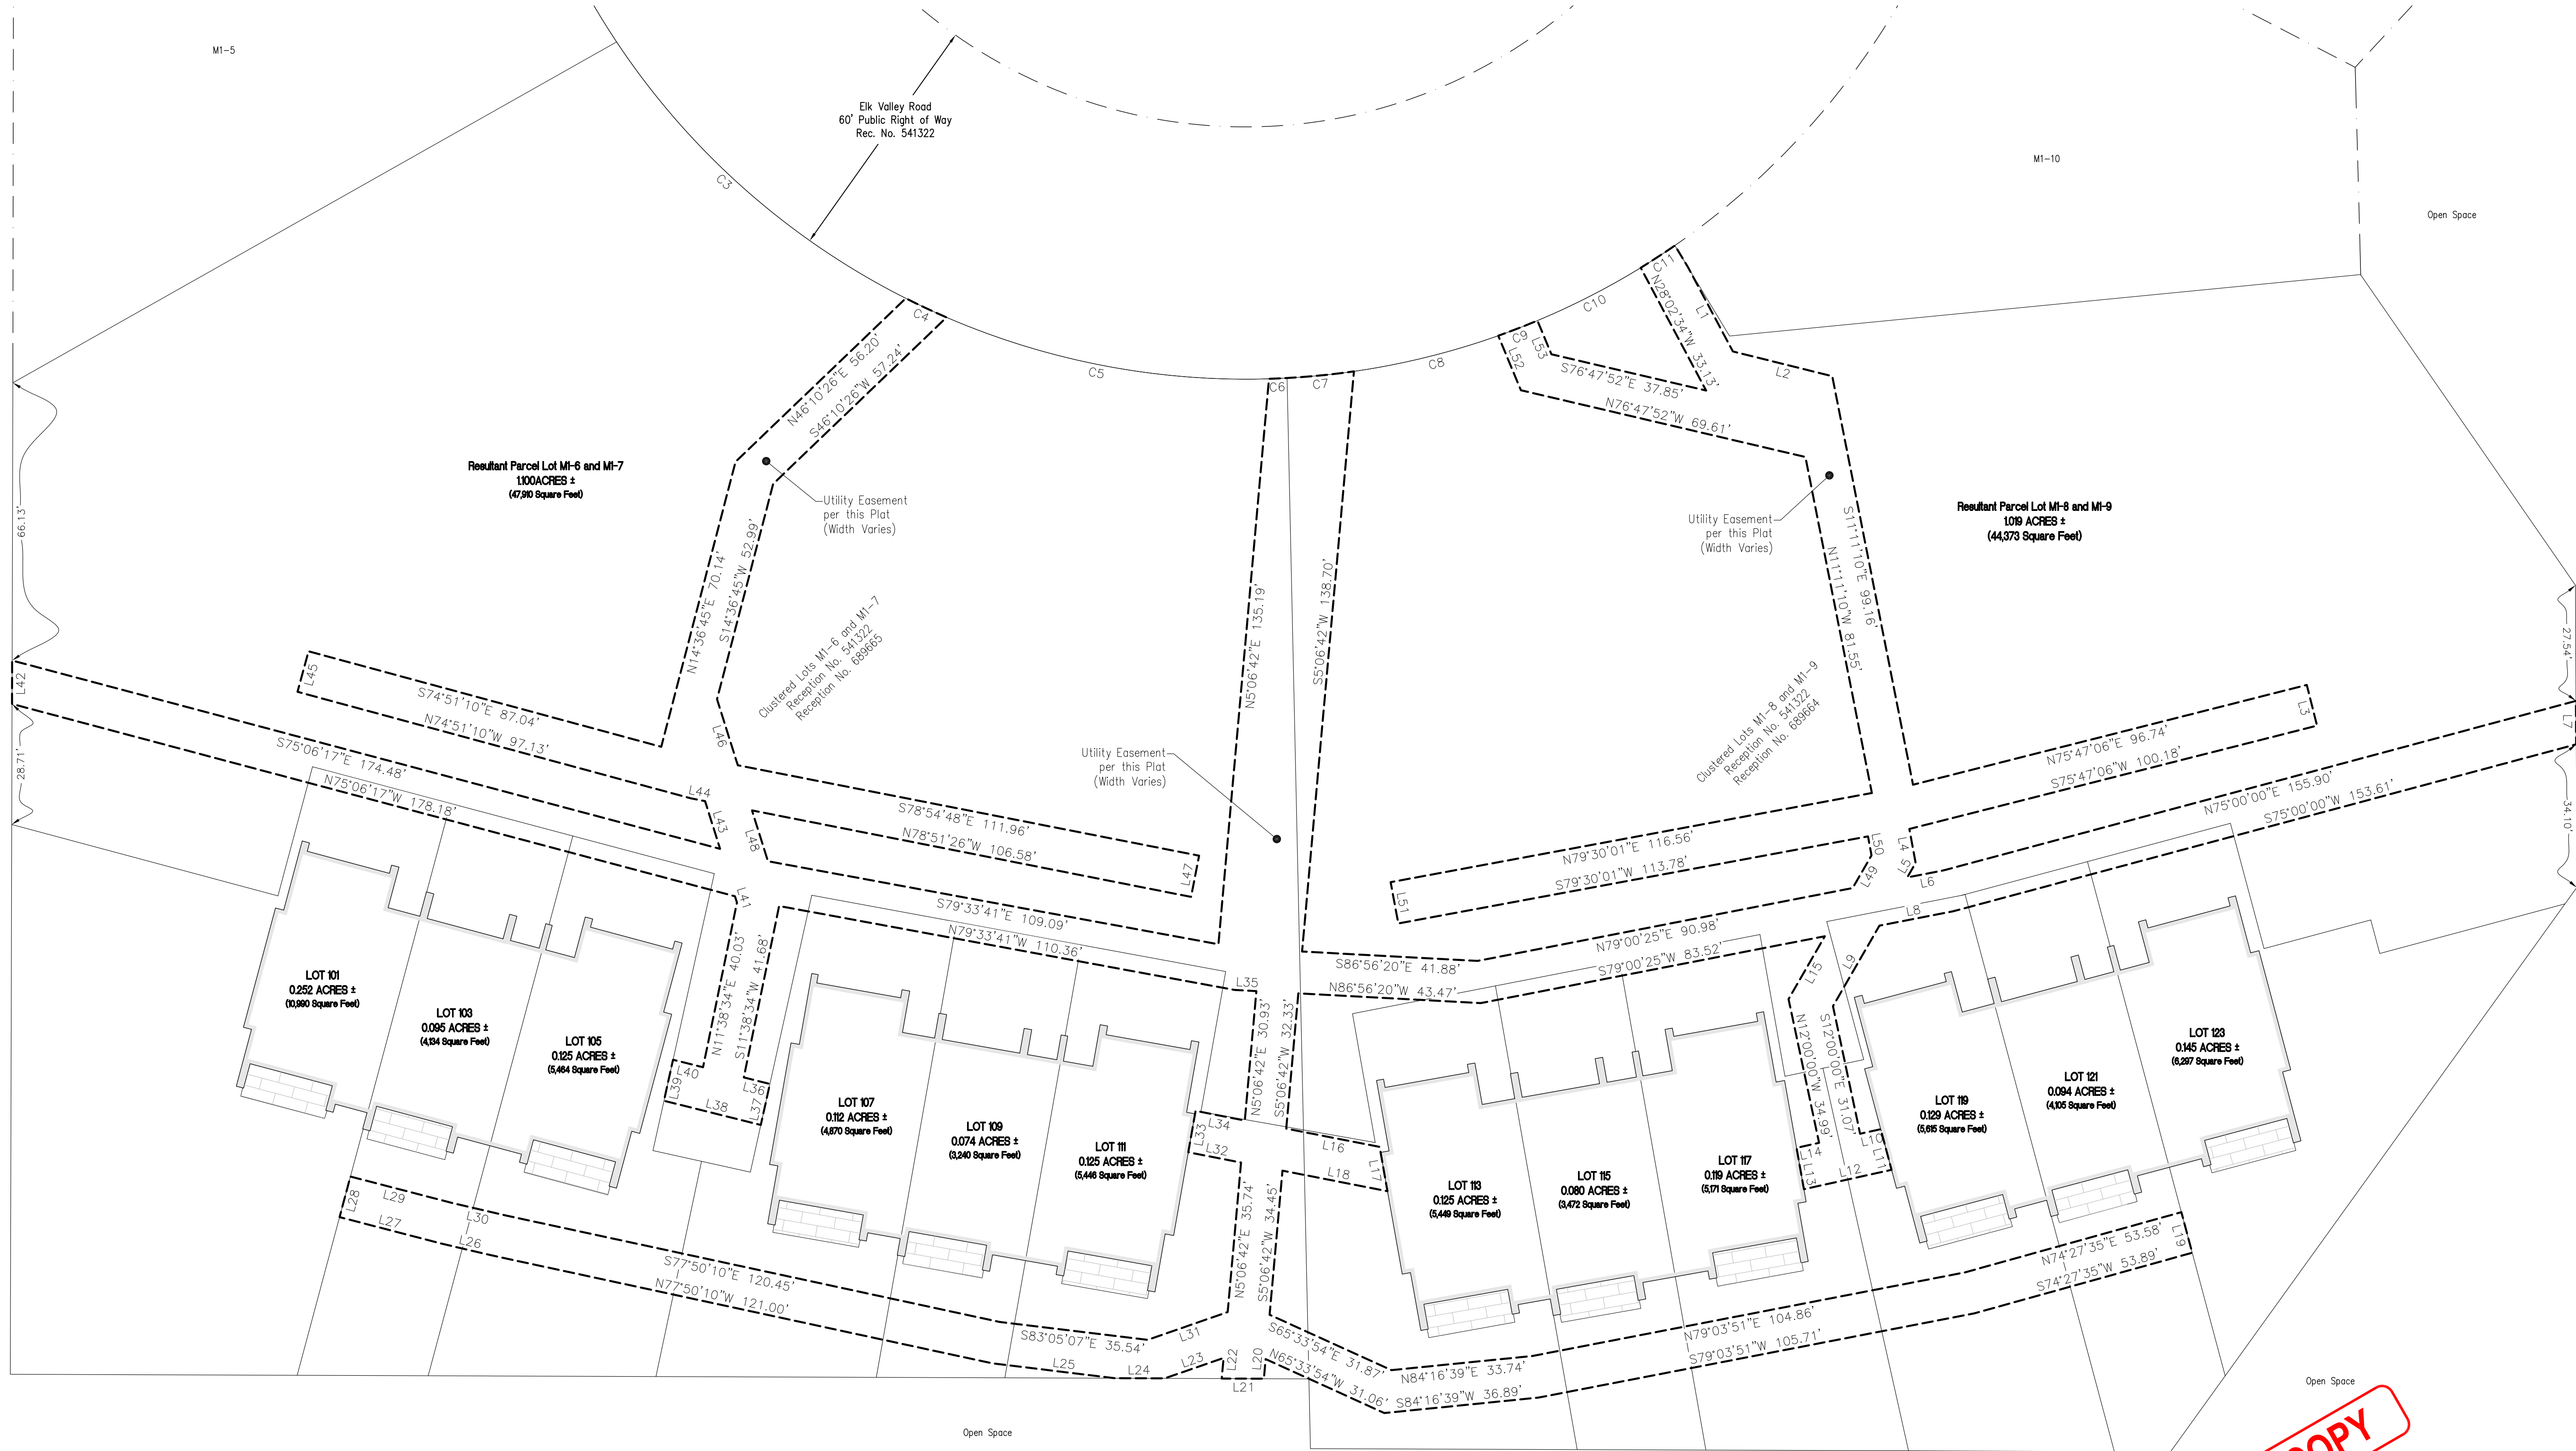 M1-5
Elk Valley Road
60' Public Right of Way
Rec. No. 541322
M1-10
Open Space
C3
C4
C5
C6
C7
C8
C9
C10
C11
N28°02'34"W 33.13'
L1
L2
L52
L53
S76°47'52"E 37.85'
N76°47'52"W 69.61'
N46°10'26"E 56.20'
S46°10'26"W 57.24'
Resultant Parcel Lot M1-6 and M1-7
1.100ACRES ±
(47,910 Square Feet)
Utility Easement
per this Plat
(Width Varies)
Utility Easement
per this Plat
(Width Varies)
Resultant Parcel Lot M1-8 and M1-9
1.019 ACRES ±
(44,373 Square Feet)
66.13'
N14°36'45"E 70.14'
S14°36'45"W 52.99'
Clustered Lots M1-6 and M1-7
Reception No. 541322
Reception No. 689665
N5°06'42"E 135.19'
S5°06'42"W 138.70'
S11°11'10"E 99.16'
N11°11'10"W 81.55'
Clustered Lots M1-8 and M1-9
Reception No. 541322
Reception No. 689664
27.54'
L42
L45
S74°51'10"E 87.04'
N74°51'10"W 97.13'
L46
L3
L7
28.71'
S75°06'17"E 174.48'
N75°06'17"W 178.18'
Utility Easement
per this Plat
(Width Varies)
N75°47'06"E 96.74'
S75°47'06"W 100.18'
N75°00'00"E 155.90'
S75°00'00"W 153.61'
34.10'
L44
L43
L48
S78°54'48"E 111.96'
N78°51'26"W 106.58'
L47
N79°30'01"E 116.56'
S79°30'01"W 113.78'
L51
L50
L49
L4
L5
L6
L8
L41
S79°33'41"E 109.09'
N79°33'41"W 110.36'
N79°00'25"E 90.98'
S79°00'25"W 83.52'
S86°56'20"E 41.88'
N86°56'20"W 43.47'
L35
L15
L9
LOT 101
0.252 ACRES ±
(10,990 Square Feet)
LOT 103
0.095 ACRES ±
(4,134 Square Feet)
LOT 105
0.125 ACRES ±
(5,464 Square Feet)
N11°38'34"E 40.03'
S11°38'34"W 41.68'
L40
L39
L38
L36
L37
LOT 107
0.112 ACRES ±
(4,870 Square Feet)
LOT 109
0.074 ACRES ±
(3,240 Square Feet)
LOT 111
0.125 ACRES ±
(5,446 Square Feet)
N5°06'42"E 30.93'
S5°06'42"W 32.33'
L34
L33
L32
L16
L17
L18
LOT 113
0.125 ACRES ±
(5,449 Square Feet)
LOT 115
0.080 ACRES ±
(3,472 Square Feet)
LOT 117
0.119 ACRES ±
(5,171 Square Feet)
N12°00'00"W 34.99'
S12°00'00"E 31.07'
L14
L13
L12
L10
L11
LOT 119
0.129 ACRES ±
(5,615 Square Feet)
LOT 121
0.094 ACRES ±
(4,105 Square Feet)
LOT 123
0.145 ACRES ±
(6,297 Square Feet)
L28
L29
L27
L30
L26
S77°50'10"E 120.45'
N77°50'10"W 121.00'
S83°05'07"E 35.54'
L25
L24
L31
L23
L22
L21
L20
N5°06'42"E 35.74'
S5°06'42"W 34.45'
S65°33'54"E 31.87'
N65°33'54"W 31.06'
N84°16'39"E 33.74'
S84°16'39"W 36.89'
N79°03'51"E 104.86'
S79°03'51"W 105.71'
N74°27'35"E 53.58'
S74°27'35"W 53.89'
L19
Open Space
Open Space
COPY